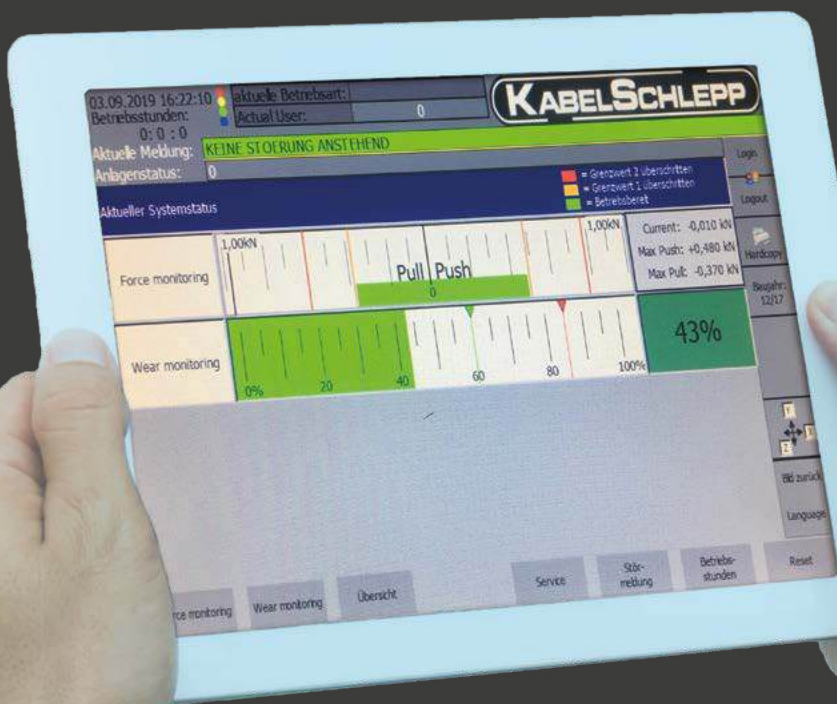 03.09.2019 16:22:10
Betriebsstunden:
0: 0 : 0
aktuelle Betriebsart:
Actual User: 0
KABELSCHLEPP
Aktuelle Meldung: KEINE STOERUNG ANSTEHEND
Anlagenstatus: 0
Aktueller Systemstatus
= Grenzwert 2 überschritten
= Grenzwert 1 überschritten
= Betriebsbereit
Login
Logout
Hardcopy
Baujahr:
12/17
Force monitoring
1,00kN
Pull Push
0
1,00kN
Current: -0,010 kN
Max Push: +0,480 kN
Max Pull: -0,370 kN
Wear monitoring
0% 20 40 60 80 100%
43%
Y
X
Z
Bild zurück
Language
rce monitoring
Wear monitoring
Übersicht
Service
Stör-
meldung
Betriebs-
stunden
Reset